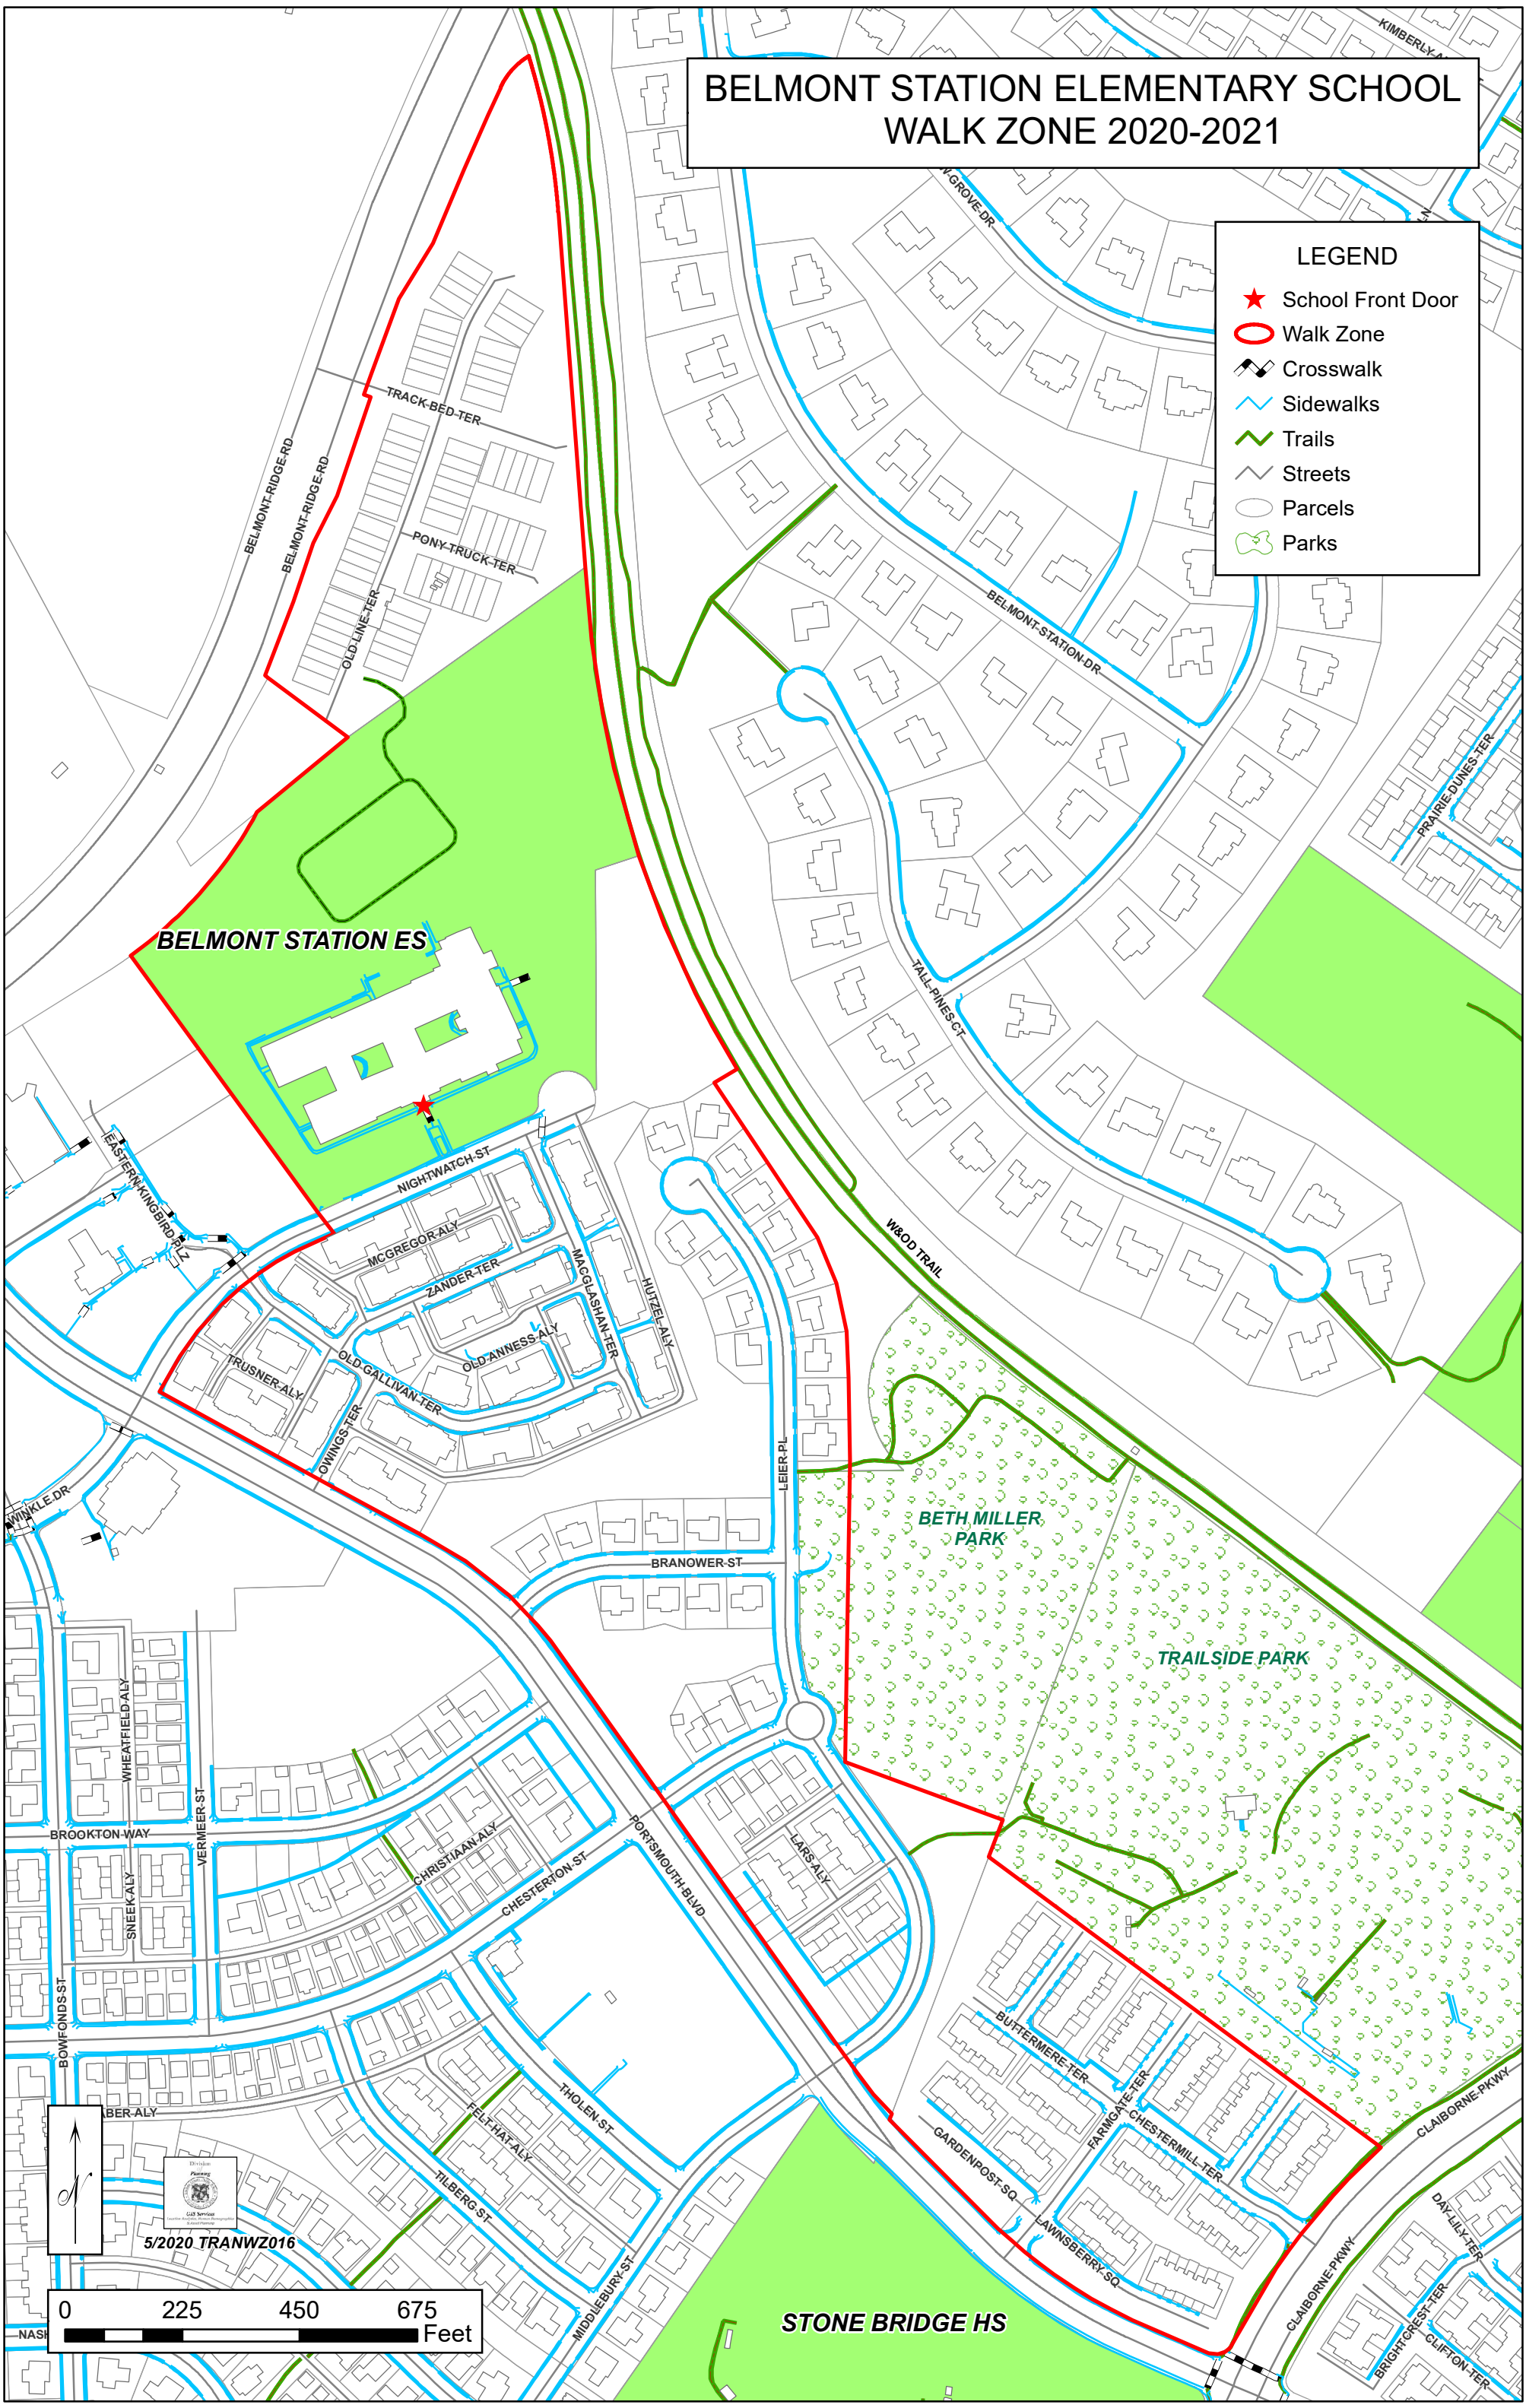 KIMBERLY
BELMONT STATION ELEMENTARY SCHOOL
WALK ZONE 2020-2021
W-GROVE-DR
LN
LEGEND
School Front Door
Walk Zone
Crosswalk
Sidewalks
Trails
Streets
Parcels
Parks
TRACK-BED-TER
BELMONT-RIDGE-RD
BELMONT-RIDGE-RD
PONY-TRUCK-TER
OLD-LINE-TER
BELMONT-STATION-DR
PRAIRIE-DUNES-TER
BELMONT STATION ES
TALL-PINES-CT
EASTERN-KINGBIRD-PLZ
NIGHTWATCH ST
MCGREGOR-ALY
ZANDER-TER
MACGLASHAN-TER
HUTZEL-ALY
W&OD TRAIL
OLD ANNESS-ALY
TRUSNER-ALY
OLD-GALLIVAN-TER
OWINGS-TER
LEIER-PL
WINKLE-DR
BETH MILLER
PARK
BRANOWER-ST
TRAILSIDE PARK
WHEATFIELD-ALY
VERMEER-ST
BROOKTON WAY
SNEEK-ALY
CHRISTIAAN-ALY
CHESTERTON-ST
PORTSMOUTH-BLVD
LARS-ALY
BOWFONDS-ST
BUTTERMERE-TER
FARMGATE-TER
CHESTERMILL-TER
GARDENPOST-SQ
LAWNSBERRY-SQ
CLAIBORNE-PKWY
CLAIBORNE-PKWY
ABER-ALY
THOLEN-ST
FELT-HAT-ALY
TILBERG-ST
MIDDLEBURY-ST
DAY-LILY-TER
BRIGHTCREST-TER
CLIFTON-TER
N
Division
Planning
GIS Services
5/2020 TRANWZ016
0 225 450 675
Feet
NASH
STONE BRIDGE HS